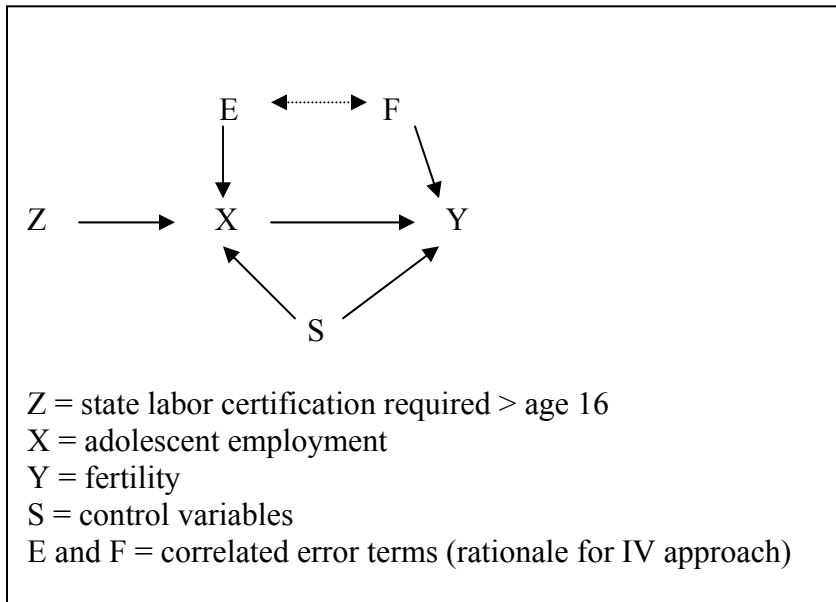 E F
Z X Y
S
Z = state labor certification required > age 16
X = adolescent employment
Y = fertility
S = control variables
E and F = correlated error terms (rationale for IV approach)